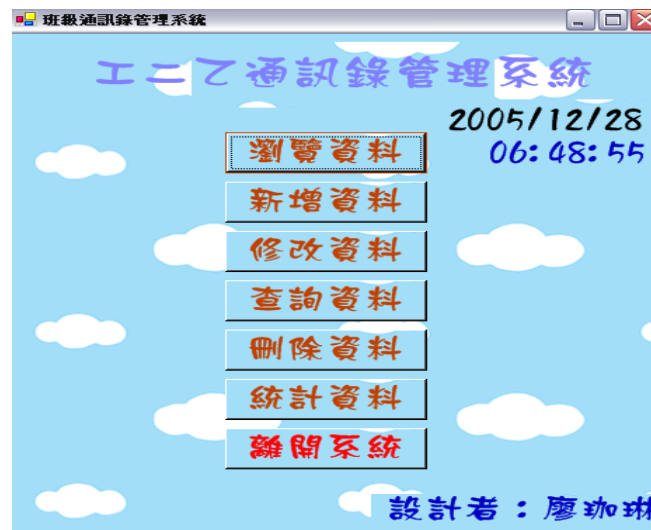 班級通訊錄管理系統
工二乙通訊錄管理系統
2005/12/28
06:48:55
瀏覽資料
新增資料
修改資料
查詢資料
刪除資料
統計資料
離開系統
設計者：廖珈琳